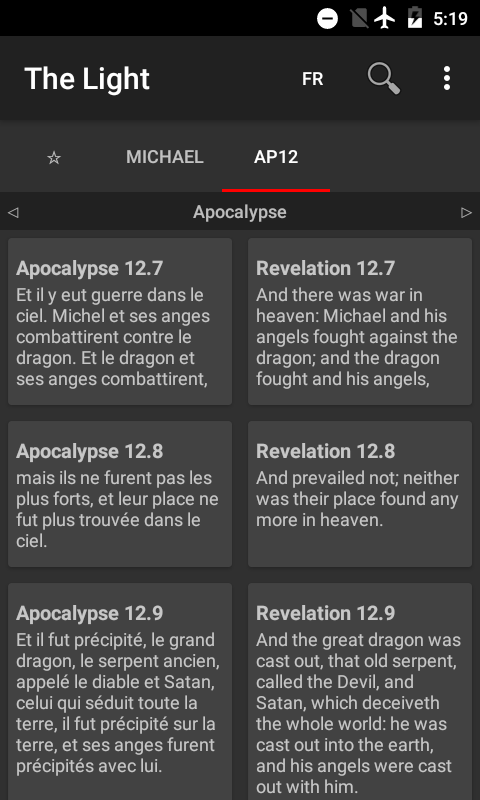 5:19
The Light FR
☆ MICHAEL AP12
◁ Apocalypse ▷
Apocalypse 12.7
Et il y eut guerre dans le
ciel. Michel et ses anges
combattirent contre le
dragon. Et le dragon et
ses anges combattirent,
Revelation 12.7
And there was war in
heaven: Michael and his
angels fought against the
dragon; and the dragon
fought and his angels,
Apocalypse 12.8
mais ils ne furent pas les
plus forts, et leur place ne
fut plus trouvée dans le
ciel.
Revelation 12.8
And prevailed not; neither
was their place found any
more in heaven.
Apocalypse 12.9
Et il fut précipité, le grand
dragon, le serpent ancien,
appelé le diable et Satan,
celui qui séduit toute la
terre, il fut précipité sur la
terre, et ses anges furent
précipités avec lui.
Revelation 12.9
And the great dragon was
cast out, that old serpent,
called the Devil, and
Satan, which deceiveth
the whole world: he was
cast out into the earth,
and his angels were cast
out with him.